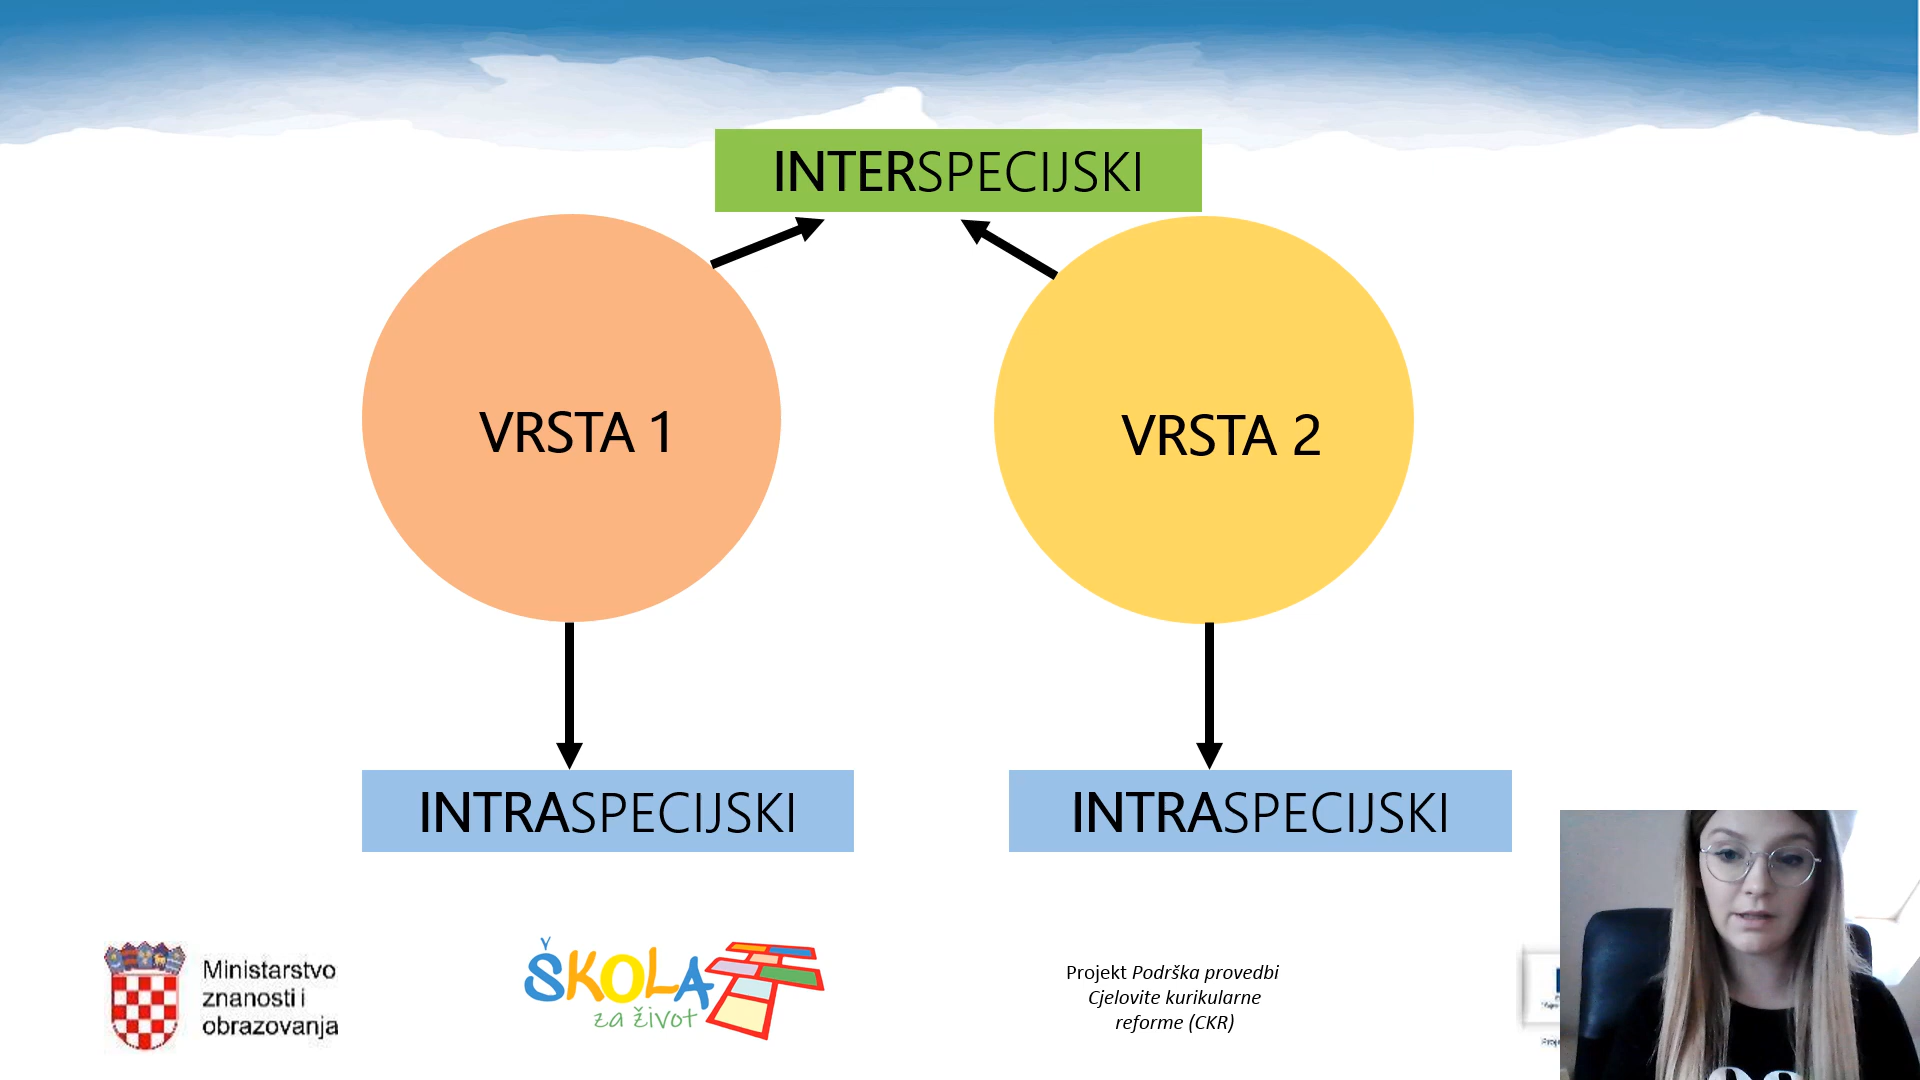 INTERSPECIJSKI
VRSTA 1
VRSTA 2
INTRASPECIJSKI
INTRASPECIJSKI
Ministarstvo
znanosti i
obrazovanja
ŠKOLA
za život
Projekt Podrška provedbi
Cjelovite kurikularne
reforme (CKR)